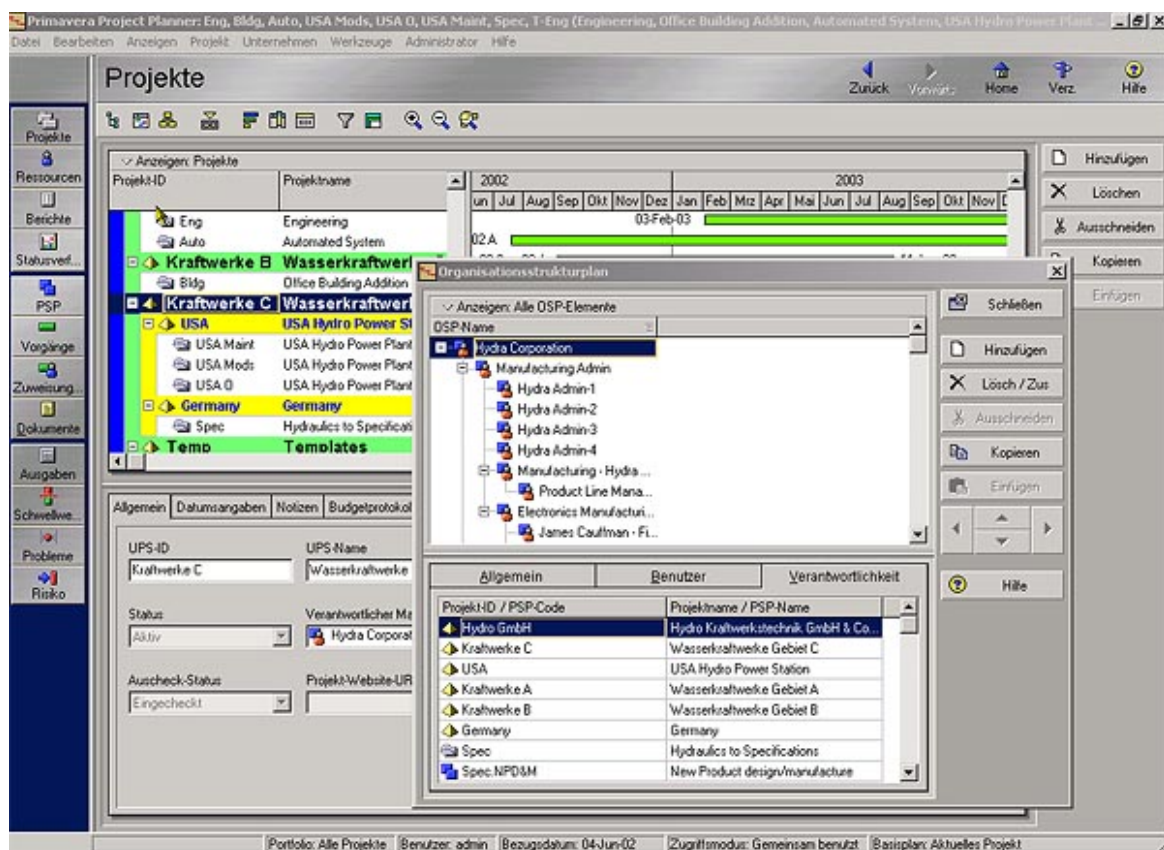 Primavera Project Planner: Eng, Bldg, Auto, USA Mods, USA O, USA Maint, Spec, T-Eng (Engineering, Office Building Addition, Automated System, USA Hydro Power Plant
Datei Bearbeiten Anzeigen Projekt Unternehmen Werkzeuge Administrator Hilfe
Projekte
Zurück Vorwärts Home Verz. Hilfe
Projekte
Ressourcen
Berichte
Statusverf...
PSP
Vorgänge
Zuweisung...
Dokumente
Ausgaben
Schwellwe...
Probleme
Risiko
Anzeigen: Projekte
Projekt-ID Projektname
2002 2003
un Jul Aug Sep Okt Nov Dez Jan Feb Mrz Apr Mai Jun Jul Aug Sep Okt Nov D
Eng Engineering 03-Feb-03
Auto Automated System 02 A
Kraftwerke B Wasserkraftwer
Bldg Office Building Addition
Kraftwerke C Wasserkraftwer
USA USA Hydro Power St
USA Maint USA Hydro Power Plant
USA Mods USA Hydro Power Plant
USA O USA Hydro Power Plant
Germany Germany
Spec Hydraulics to Specificati
Temp Templates
Hinzufügen
Löschen
Ausschneiden
Kopieren
Einfügen
Allgemein Datumsangaben Notizen Budgetprotokol
UPS-ID UPS-Name
Kraftwerke C Wasserkraftwerke
Status Verantwortlicher Ma
Aktiv Hydra Corporat
Auscheck-Status Projekt-Website-UR
Eingecheckt
Organisationsstrukturplan
Anzeigen: Alle OSP-Elemente
OSP-Name
Hydra Corporation
Manufacturing Admin
Hydra Admin-1
Hydra Admin-2
Hydra Admin-3
Hydra Admin-4
Manufacturing - Hydra ...
Product Line Mana...
Electronics Manufacturi...
James Cauffman - Fi...
Schließen
Hinzufügen
Lösch / Zus
Ausschneiden
Kopieren
Einfügen
Hilfe
Allgemein Benutzer Verantwortlichkeit
Projekt-ID / PSP-Code Projektname / PSP-Name
Hydro GmbH Hydro Kraftwerkstechnik GmbH & Co...
Kraftwerke C Wasserkraftwerke Gebiet C
USA USA Hydro Power Station
Kraftwerke A Wasserkraftwerke Gebiet A
Kraftwerke B Wasserkraftwerke Gebiet B
Germany Germany
Spec Hydraulics to Specifications
Spec.NPD&M New Product design/manufacture
Portfolio: Alle Projekte Benutzer: admin Bezugsdatum: 04-Jun-02 Zugriffsmodus: Gemeinsam benutzt Basisplan: Aktuelles Projekt